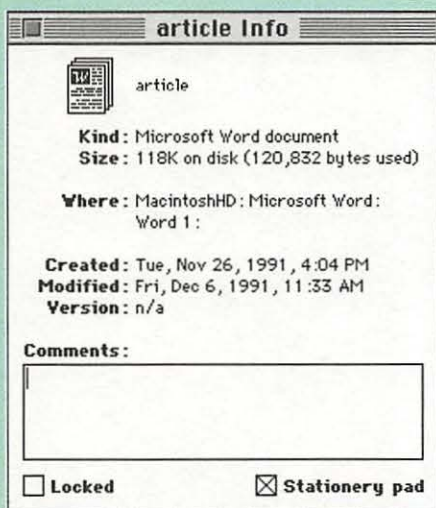 article Info
article
Kind: Microsoft Word document
Size: 118K on disk (120,832 bytes used)
Where: MacintoshHD: Microsoft Word:
Word 1:
Created: Tue, Nov 26, 1991, 4:04 PM
Modified: Fri, Dec 6, 1991, 11:33 AM
Version: n/a
Comments:
Locked Stationery pad